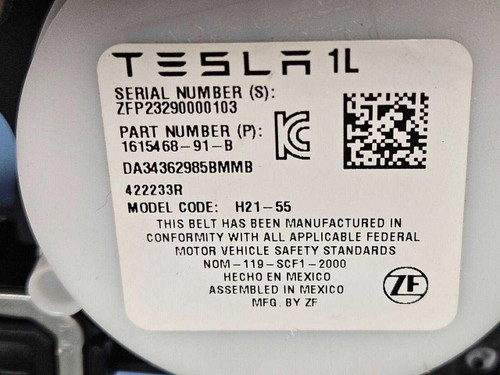 TESLA 1L
SERIAL NUMBER (S):
ZFP23290000103
PART NUMBER (P):
1615468-91-B
DA34362985BMMB
422233R
MODEL CODE: H21-55
THIS BELT HAS BEEN MANUFACTURED IN
CONFORMITY WITH ALL APPLICABLE FEDERAL
MOTOR VEHICLE SAFETY STANDARDS
NOM-119-SCF1-2000
HECHO EN MEXICO
ASSEMBLED IN MEXICO
MFG. BY ZF
KC
ZF